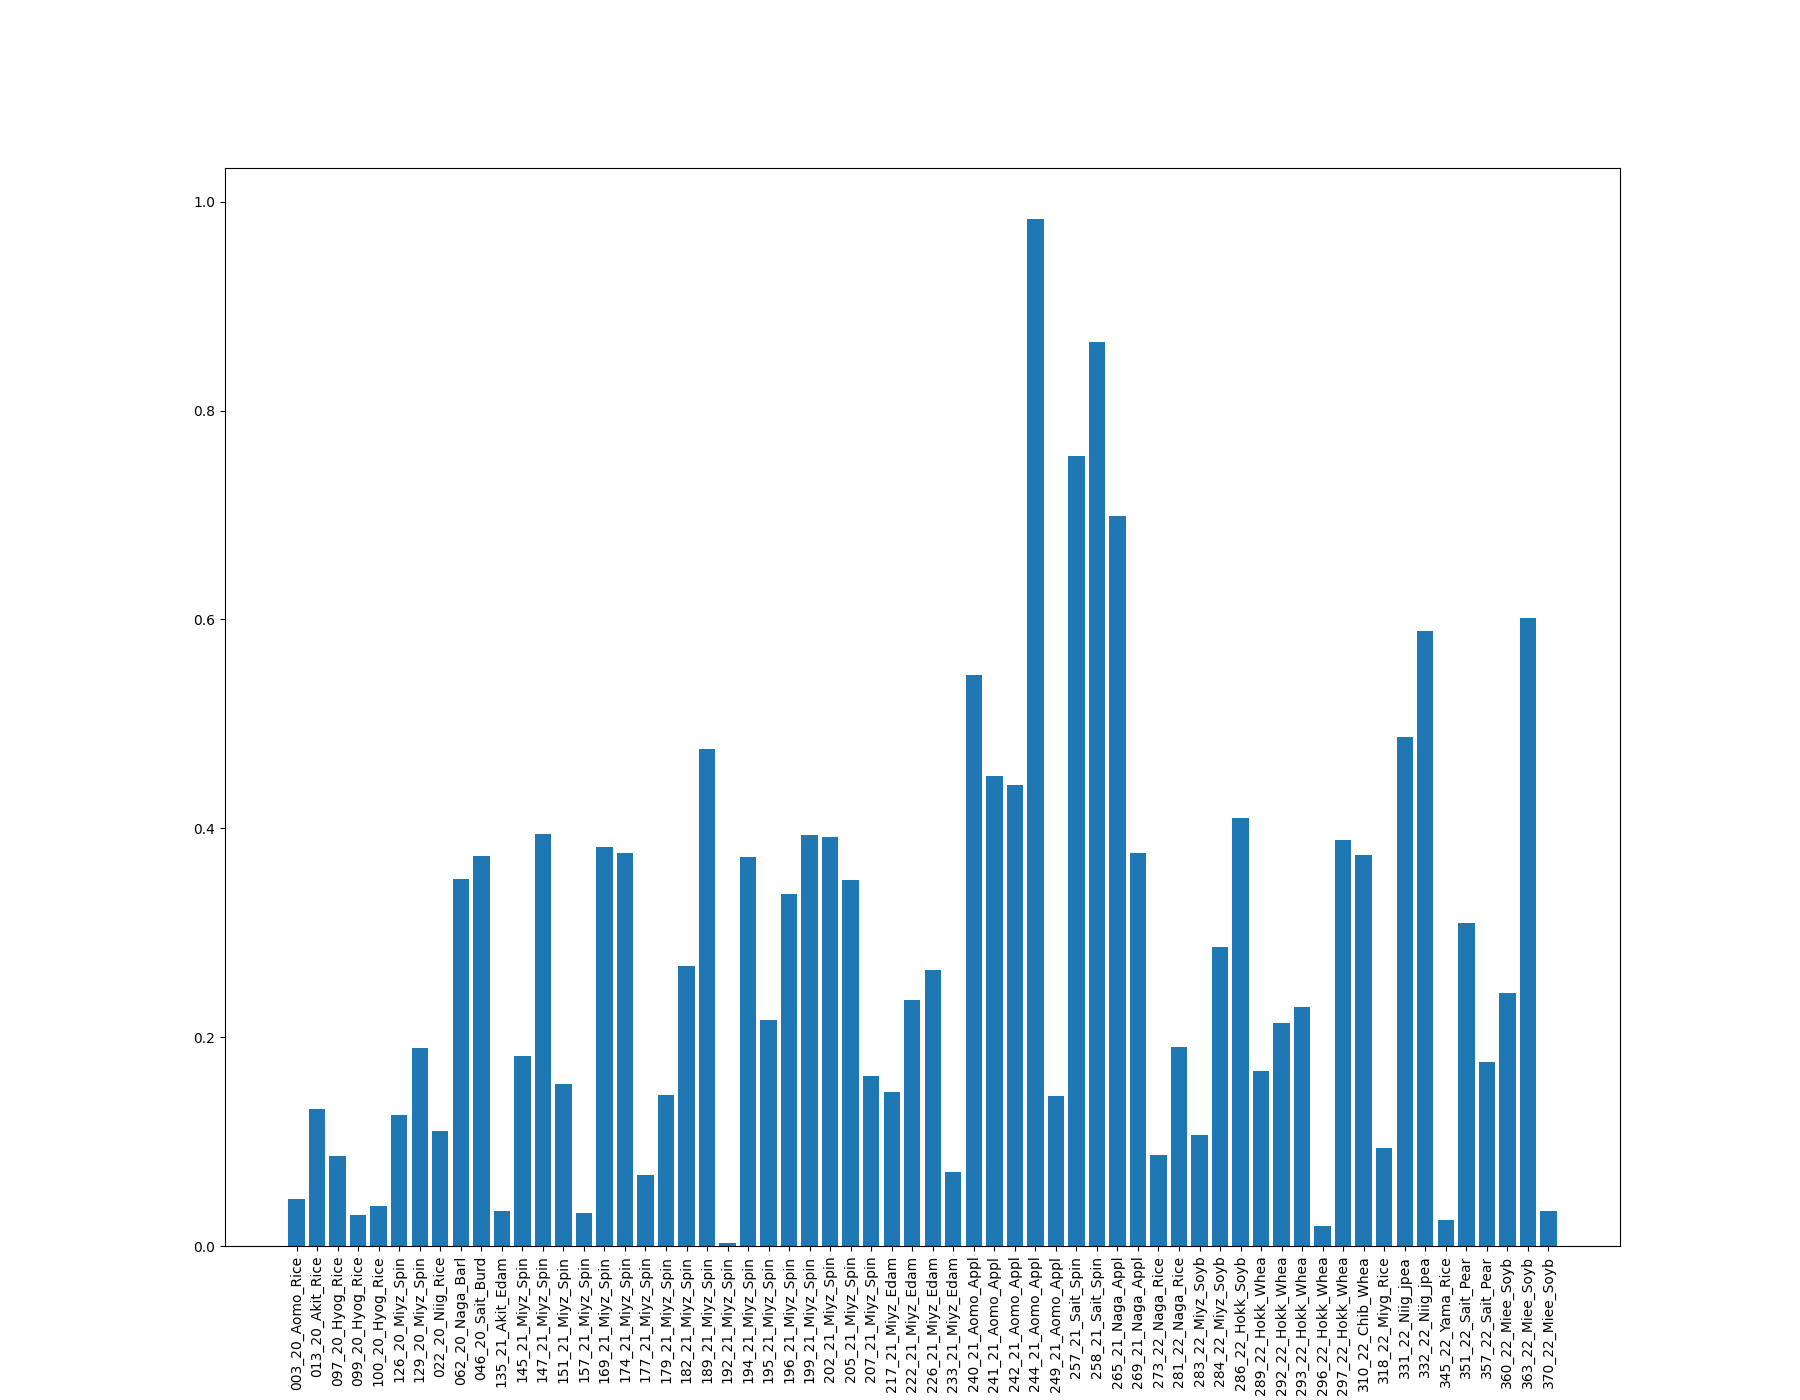 1.0
0.8
0.6
0.4
0.2
0.0
003_20_Aomo_Rice
013_20_Akit_Rice
097_20_Hyog_Rice
099_20_Hyog_Rice
100_20_Hyog_Rice
126_20_Miyz_Spin
129_20_Miyz_Spin
022_20_Niig_Rice
062_20_Naga_Barl
046_20_Sait_Burd
135_21_Akit_Edam
145_21_Miyz_Spin
147_21_Miyz_Spin
151_21_Miyz_Spin
157_21_Miyz_Spin
169_21_Miyz_Spin
174_21_Miyz_Spin
177_21_Miyz_Spin
179_21_Miyz_Spin
182_21_Miyz_Spin
189_21_Miyz_Spin
192_21_Miyz_Spin
194_21_Miyz_Spin
195_21_Miyz_Spin
196_21_Miyz_Spin
199_21_Miyz_Spin
202_21_Miyz_Spin
205_21_Miyz_Spin
207_21_Miyz_Spin
217_21_Miyz_Edam
222_21_Miyz_Edam
226_21_Miyz_Edam
233_21_Miyz_Edam
240_21_Aomo_Appl
241_21_Aomo_Appl
242_21_Aomo_Appl
244_21_Aomo_Appl
249_21_Aomo_Appl
257_21_Sait_Spin
258_21_Sait_Spin
265_21_Naga_Appl
269_21_Naga_Appl
273_22_Naga_Rice
281_22_Naga_Rice
283_22_Miyz_Soyb
284_22_Miyz_Soyb
286_22_Hokk_Soyb
289_22_Hokk_Whea
292_22_Hokk_Whea
293_22_Hokk_Whea
296_22_Hokk_Whea
297_22_Hokk_Whea
310_22_Chib_Whea
318_22_Miyg_Rice
331_22_Niig_jpea
332_22_Niig_jpea
345_22_Yama_Rice
351_22_Sait_Pear
357_22_Sait_Pear
360_22_Miee_Soyb
363_22_Miee_Soyb
370_22_Miee_Soyb